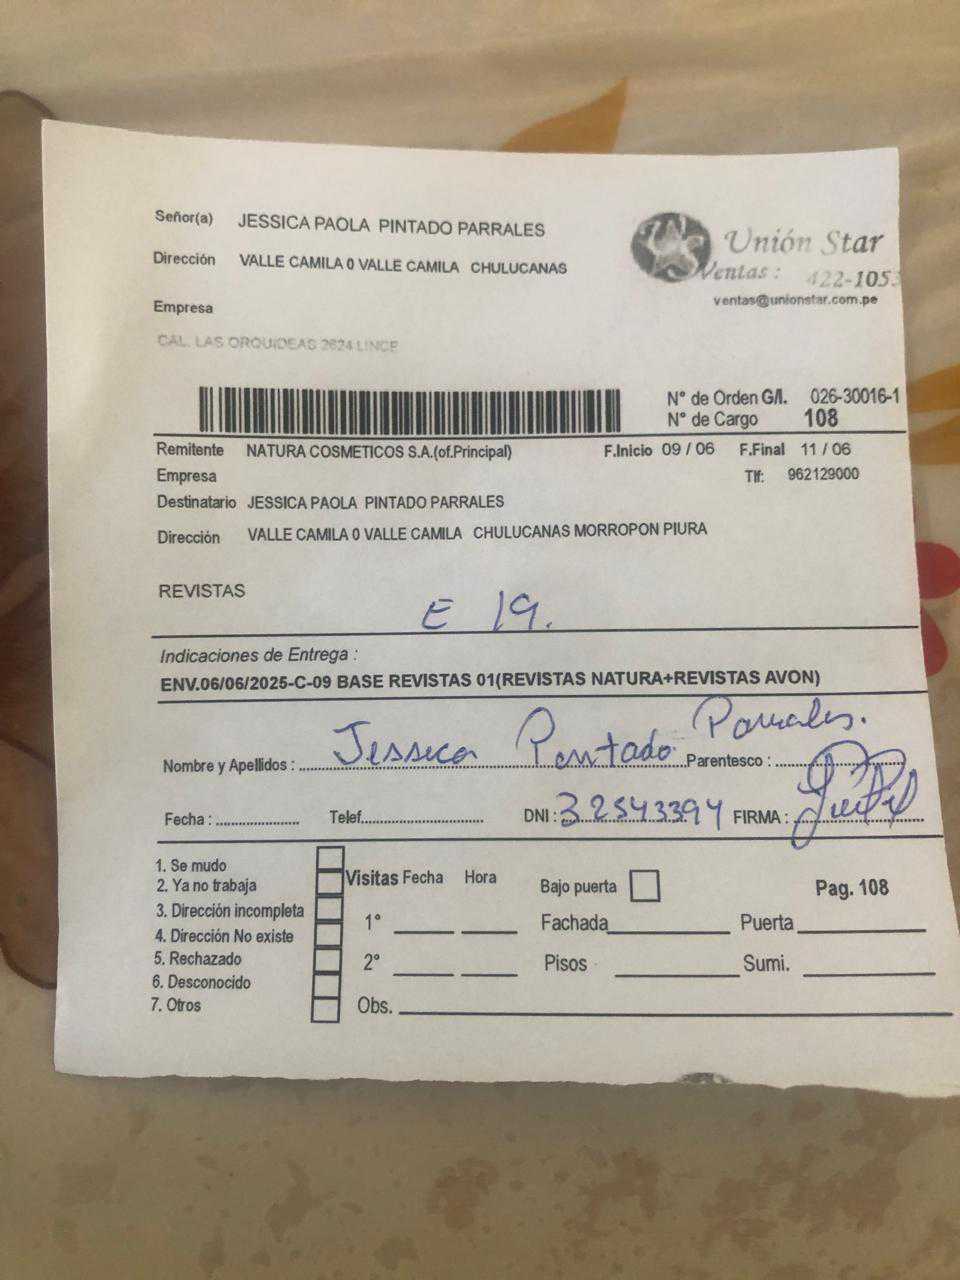 Señor(a) JESSICA PAOLA PINTADO PARRALES
Unión Star
Dirección VALLE CAMILA 0 VALLE CAMILA CHULUCANAS
Ventas : 422-1053
ventas@unionstar.com.pe
Empresa
CAL. LAS ORQUIDEAS 2624 LINCE
N° de Orden G/I. 026-30016-1
N° de Cargo 108
Remitente NATURA COSMETICOS S.A.(of.Principal) F.Inicio 09 / 06 F.Final 11 / 06
Empresa Tlf: 962129000
Destinatario JESSICA PAOLA PINTADO PARRALES
Dirección VALLE CAMILA 0 VALLE CAMILA CHULUCANAS MORROPON PIURA
REVISTAS
E 19.
Indicaciones de Entrega :
ENV.06/06/2025-C-09 BASE REVISTAS 01(REVISTAS NATURA+REVISTAS AVON)
Nombre y Apellidos : Jessica Pintado Parrales. Parentesco :
Fecha : Telef. DNI : 32543394 FIRMA :
1. Se mudo
2. Ya no trabaja
3. Dirección incompleta
4. Dirección No existe
5. Rechazado
6. Desconocido
7. Otros
Visitas Fecha Hora Bajo puerta Pag. 108
1° Fachada Puerta
2° Pisos Sumi.
Obs.